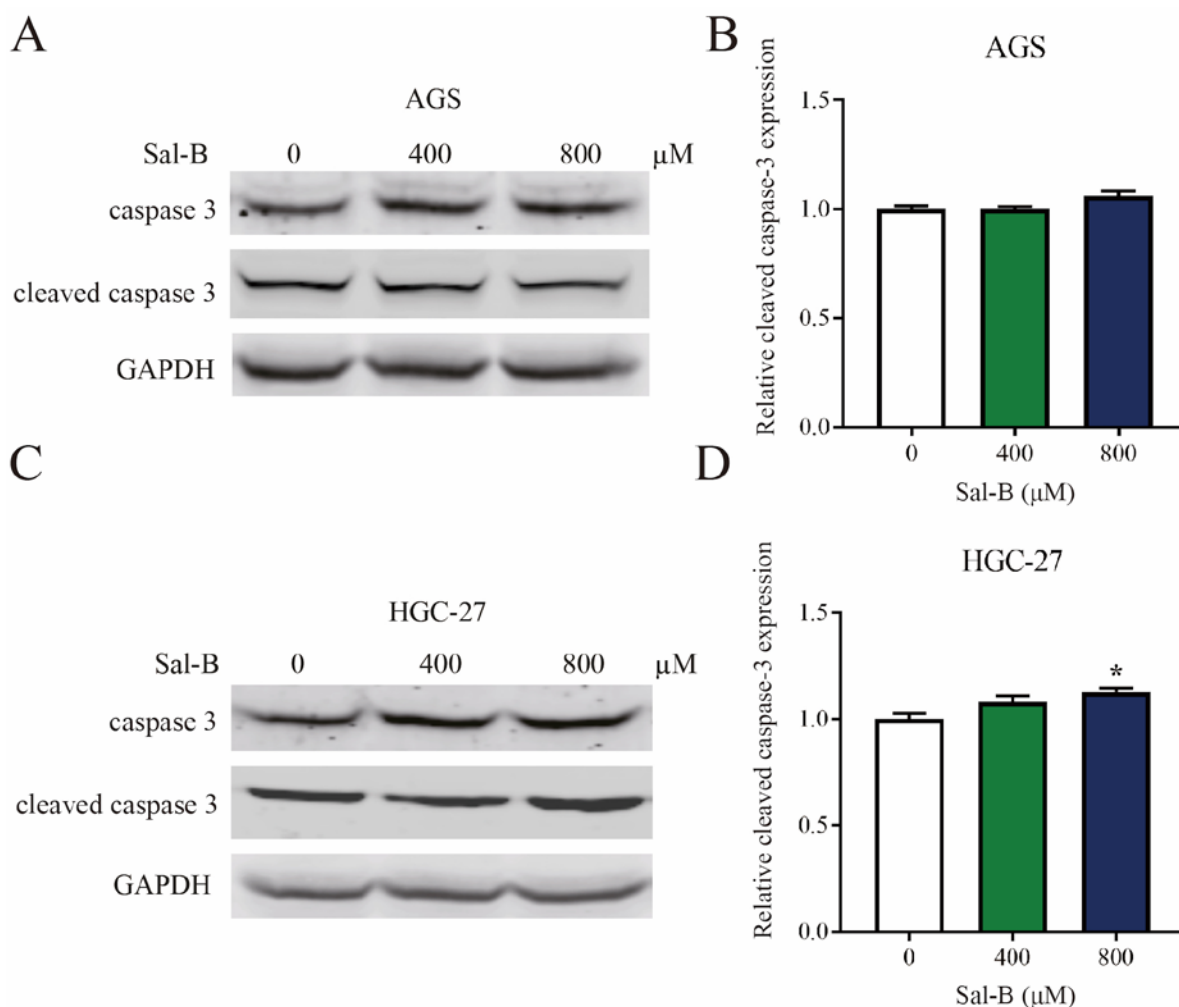 A
AGS
Sal-B 0 400 800 μM
caspase 3
cleaved caspase 3
GAPDH
B
AGS
Relative cleaved caspase-3 expression
1.5
1.0
0.5
0.0
0 400 800
Sal-B (μM)
C
HGC-27
Sal-B 0 400 800 μM
caspase 3
cleaved caspase 3
GAPDH
D
HGC-27
Relative cleaved caspase-3 expression
1.5
1.0
0.5
0.0
*
0 400 800
Sal-B (μM)